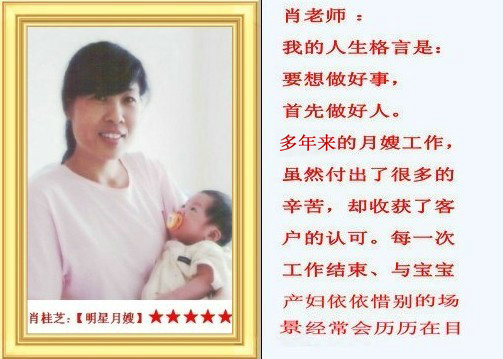 肖桂芝:【明星月嫂】★★★★★
肖老师 :
我的人生格言是:
要想做好事,
首先做好人。
多年来的月嫂工作,
虽然付出了很多的
辛苦,却收获了客
户的认可。每一次
工作结束、与宝宝
产妇依依惜别的场
景经常会历历在目